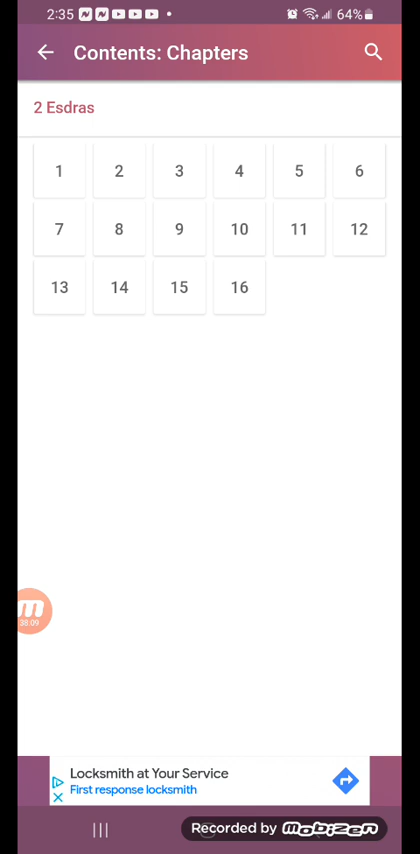 2:35 64%
Contents: Chapters
2 Esdras
1 2 3 4 5 6
7 8 9 10 11 12
13 14 15 16
38:09
Locksmith at Your Service
First response locksmith
Recorded by mobizen